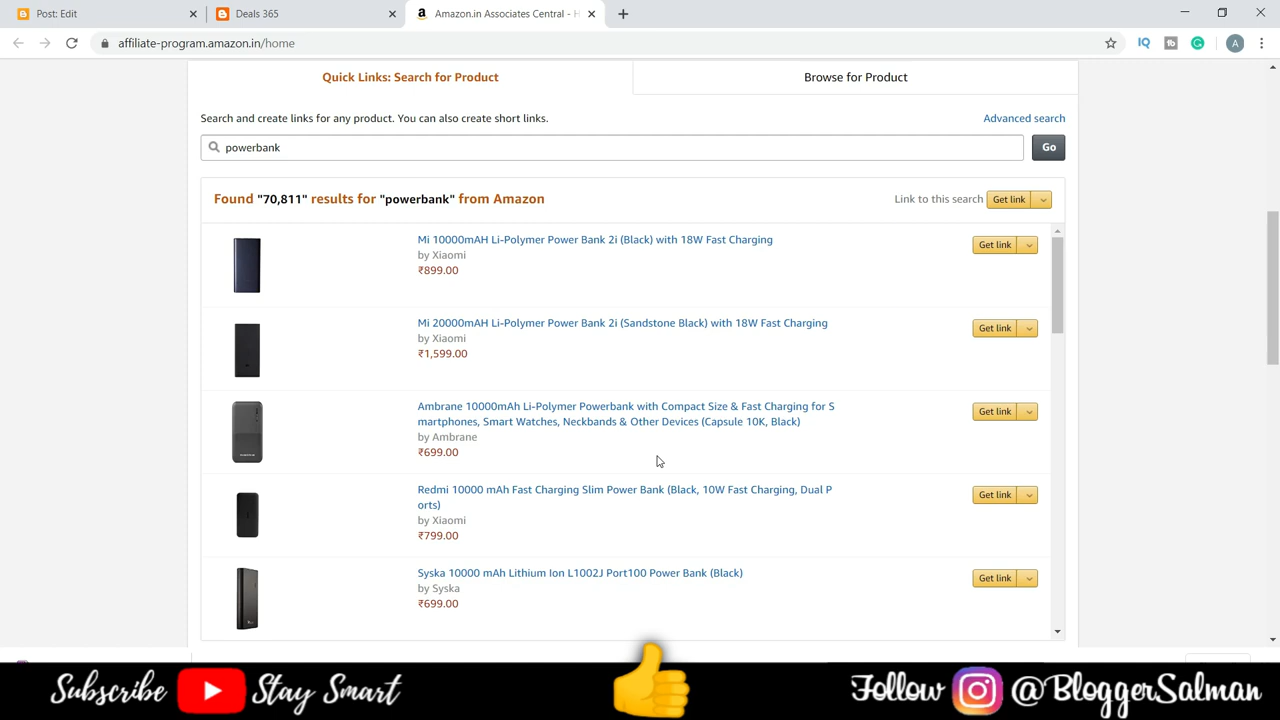 Post: Edit
Deals 365
Amazon.in Associates Central - H
affiliate-program.amazon.in/home
Quick Links: Search for Product
Browse for Product
Search and create links for any product. You can also create short links.
Advanced search
powerbank
Go
Found "70,811" results for "powerbank" from Amazon
Link to this search
Get link
Mi 10000mAH Li-Polymer Power Bank 2i (Black) with 18W Fast Charging
by Xiaomi
₹899.00
Get link
Mi 20000mAH Li-Polymer Power Bank 2i (Sandstone Black) with 18W Fast Charging
by Xiaomi
₹1,599.00
Get link
Ambrane 10000mAh Li-Polymer Powerbank with Compact Size & Fast Charging for S
martphones, Smart Watches, Neckbands & Other Devices (Capsule 10K, Black)
by Ambrane
₹699.00
Get link
Redmi 10000 mAh Fast Charging Slim Power Bank (Black, 10W Fast Charging, Dual P
orts)
by Xiaomi
₹799.00
Get link
Syska 10000 mAh Lithium Ion L1002J Port100 Power Bank (Black)
by Syska
₹699.00
Get link
Subscribe Stay Smart
Follow @BloggerSalman